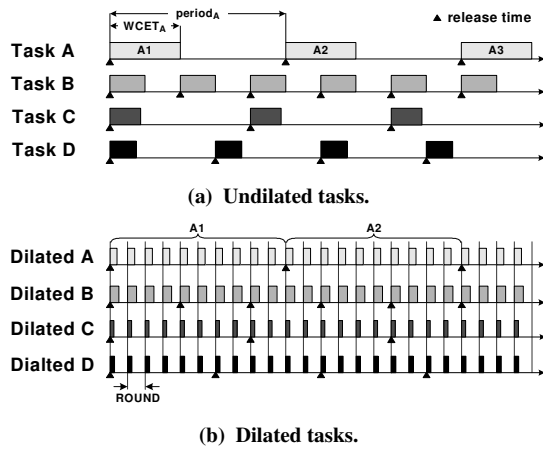 period_A
WCET_A
▲ release time
Task A A1 A2 A3
Task B
Task C
Task D
(a) Undilated tasks.
A1 A2
Dilated A
Dilated B
Dilated C
Dialted D
ROUND
(b) Dilated tasks.